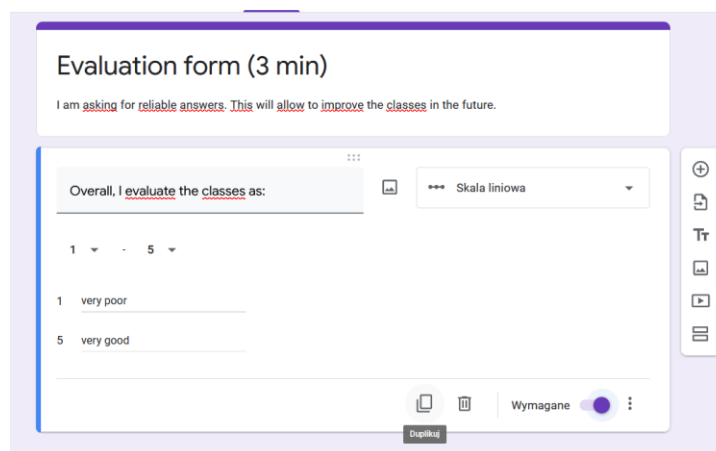 Evaluation form (3 min)
I am asking for reliable answers. This will allow to improve the classes in the future.
Overall, I evaluate the classes as:
Skala liniowa
1 - 5
1 very poor
5 very good
Wymagane
Duplikuj
Tт